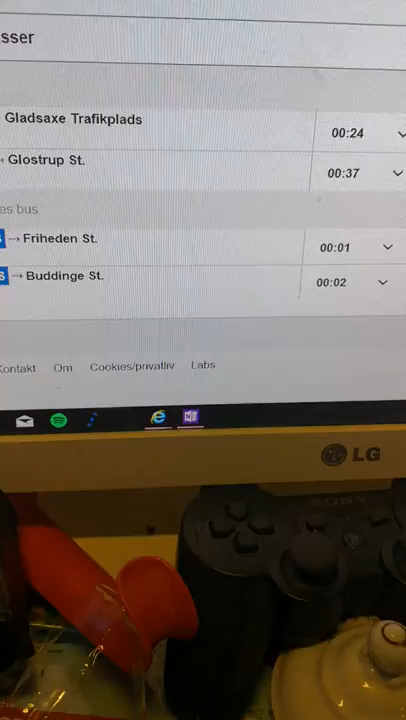 sser
Gladsaxe Trafikplads
00:24
Glostrup St.
00:37
es bus
→ Friheden St.
00:01
S → Buddinge St.
00:02
Kontakt Om Cookies/privatliv Labs
LG
SONY